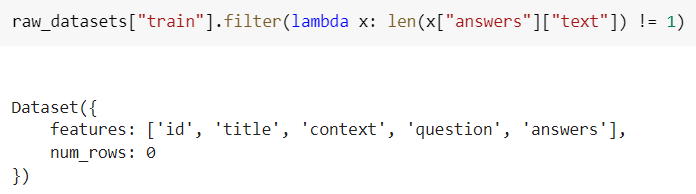 raw_datasets["train"].filter(lambda x: len(x["answers"]["text"]) != 1)
Dataset({
    features: ['id', 'title', 'context', 'question', 'answers'],
    num_rows: 0
})